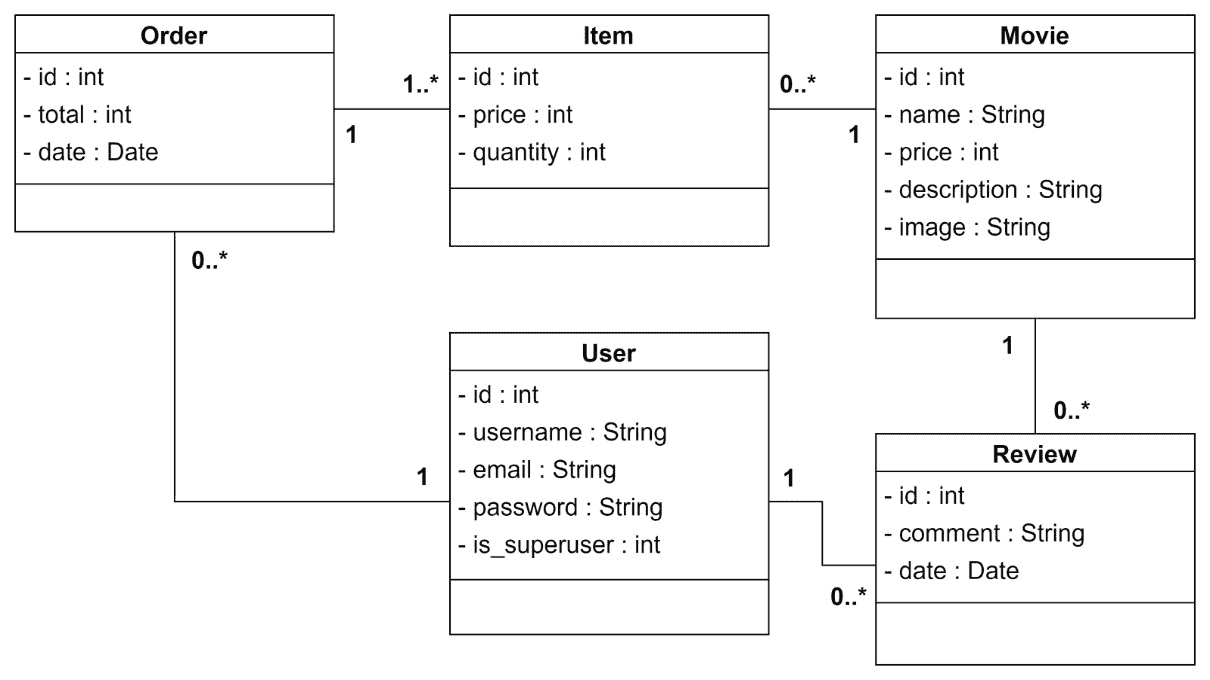 Order
- id : int
- total : int
- date : Date
1..*
1
Item
- id : int
- price : int
- quantity : int
0..*
1
Movie
- id : int
- name : String
- price : int
- description : String
- image : String
0..*
1
User
- id : int
- username : String
- email : String
- password : String
- is_superuser : int
1
1
0..*
1
0..*
Review
- id : int
- comment : String
- date : Date